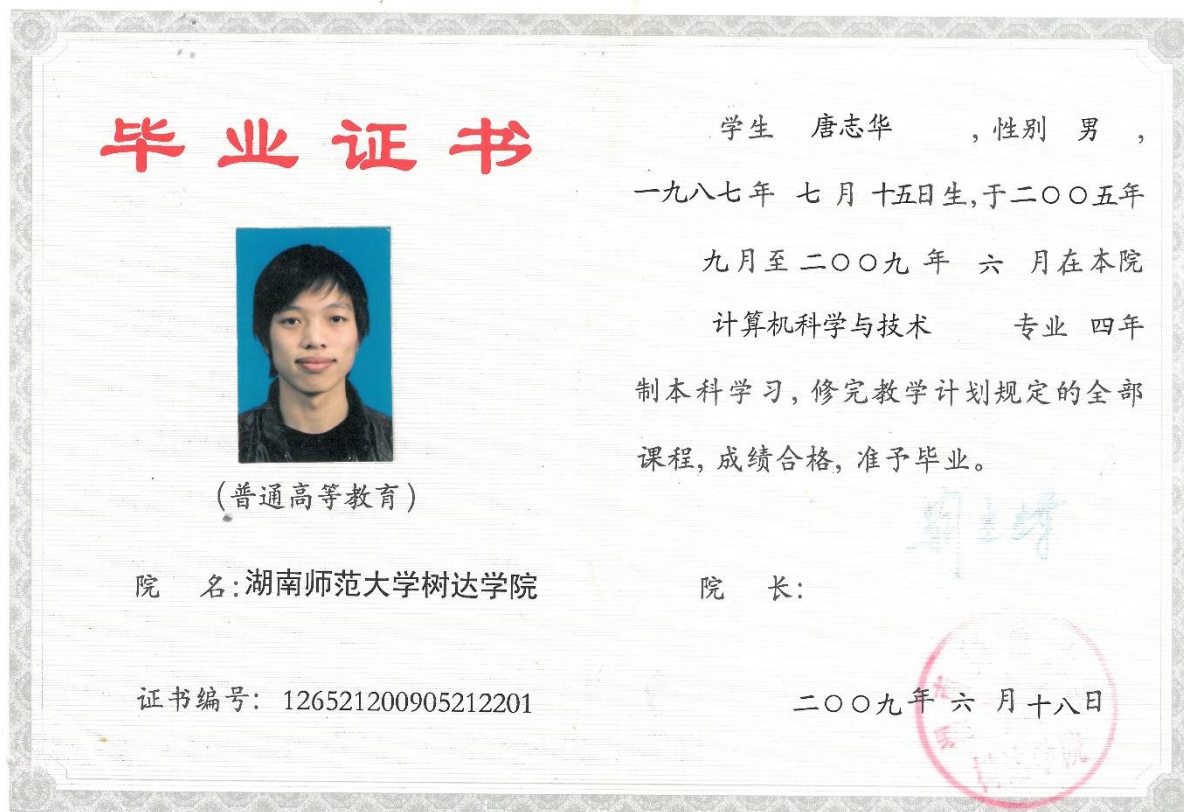 毕业证书
(普通高等教育)
院 名:湖南师范大学树达学院
证书编号: 126521200905212201
学生 唐志华 ,性别 男 ,
一九八七年 七 月 十五日生,于二〇〇五年
九月至二〇〇九 年 六 月在本院
计算机科学与技术 专业 四年
制本科学习,修完教学计划规定的全部
课程,成绩合格,准予毕业。
院 长:
二〇〇九年 六 月十八日
树达学院